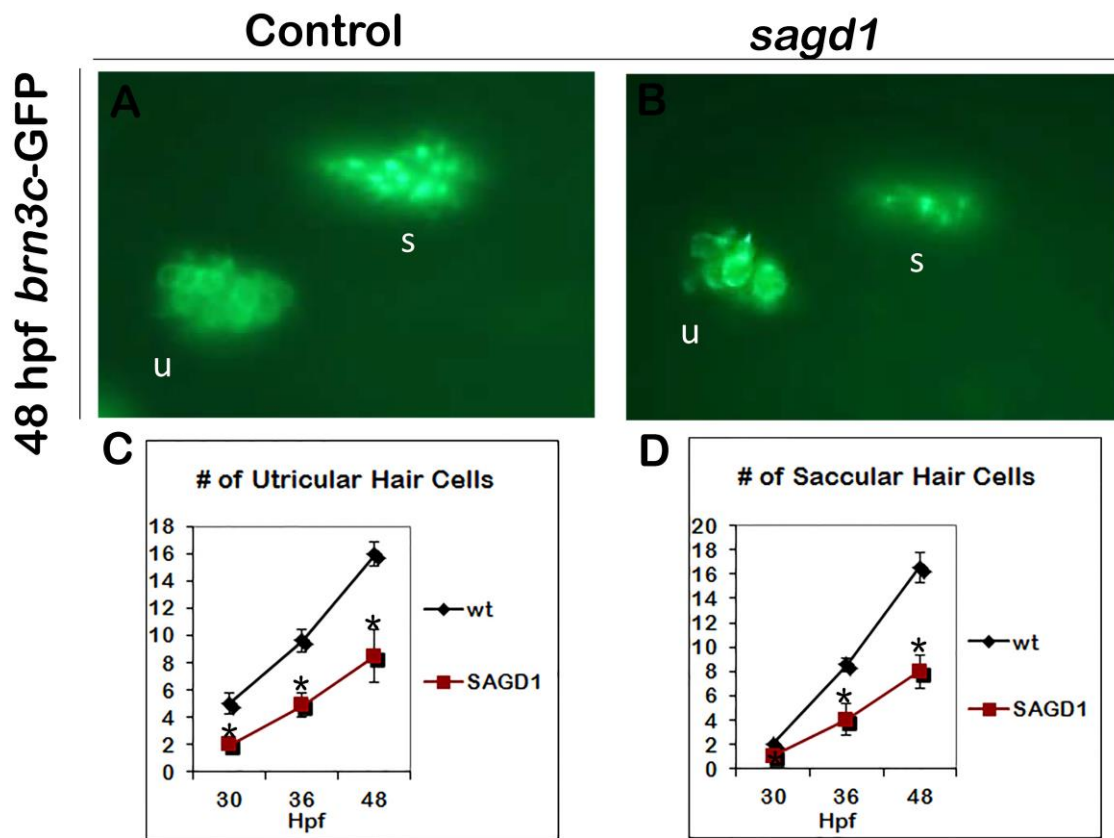 Control
sagd1
48 hpf brn3c-GFP
A
s
u
B
s
u
C
# of Utricular Hair Cells
18
16
14
12
10
8
6
4
2
0
*
*
*
30 36 48
Hpf
wt
SAGD1
D
# of Saccular Hair Cells
20
18
16
14
12
10
8
6
4
2
0
*
*
*
30 36 48
Hpf
wt
SAGD1